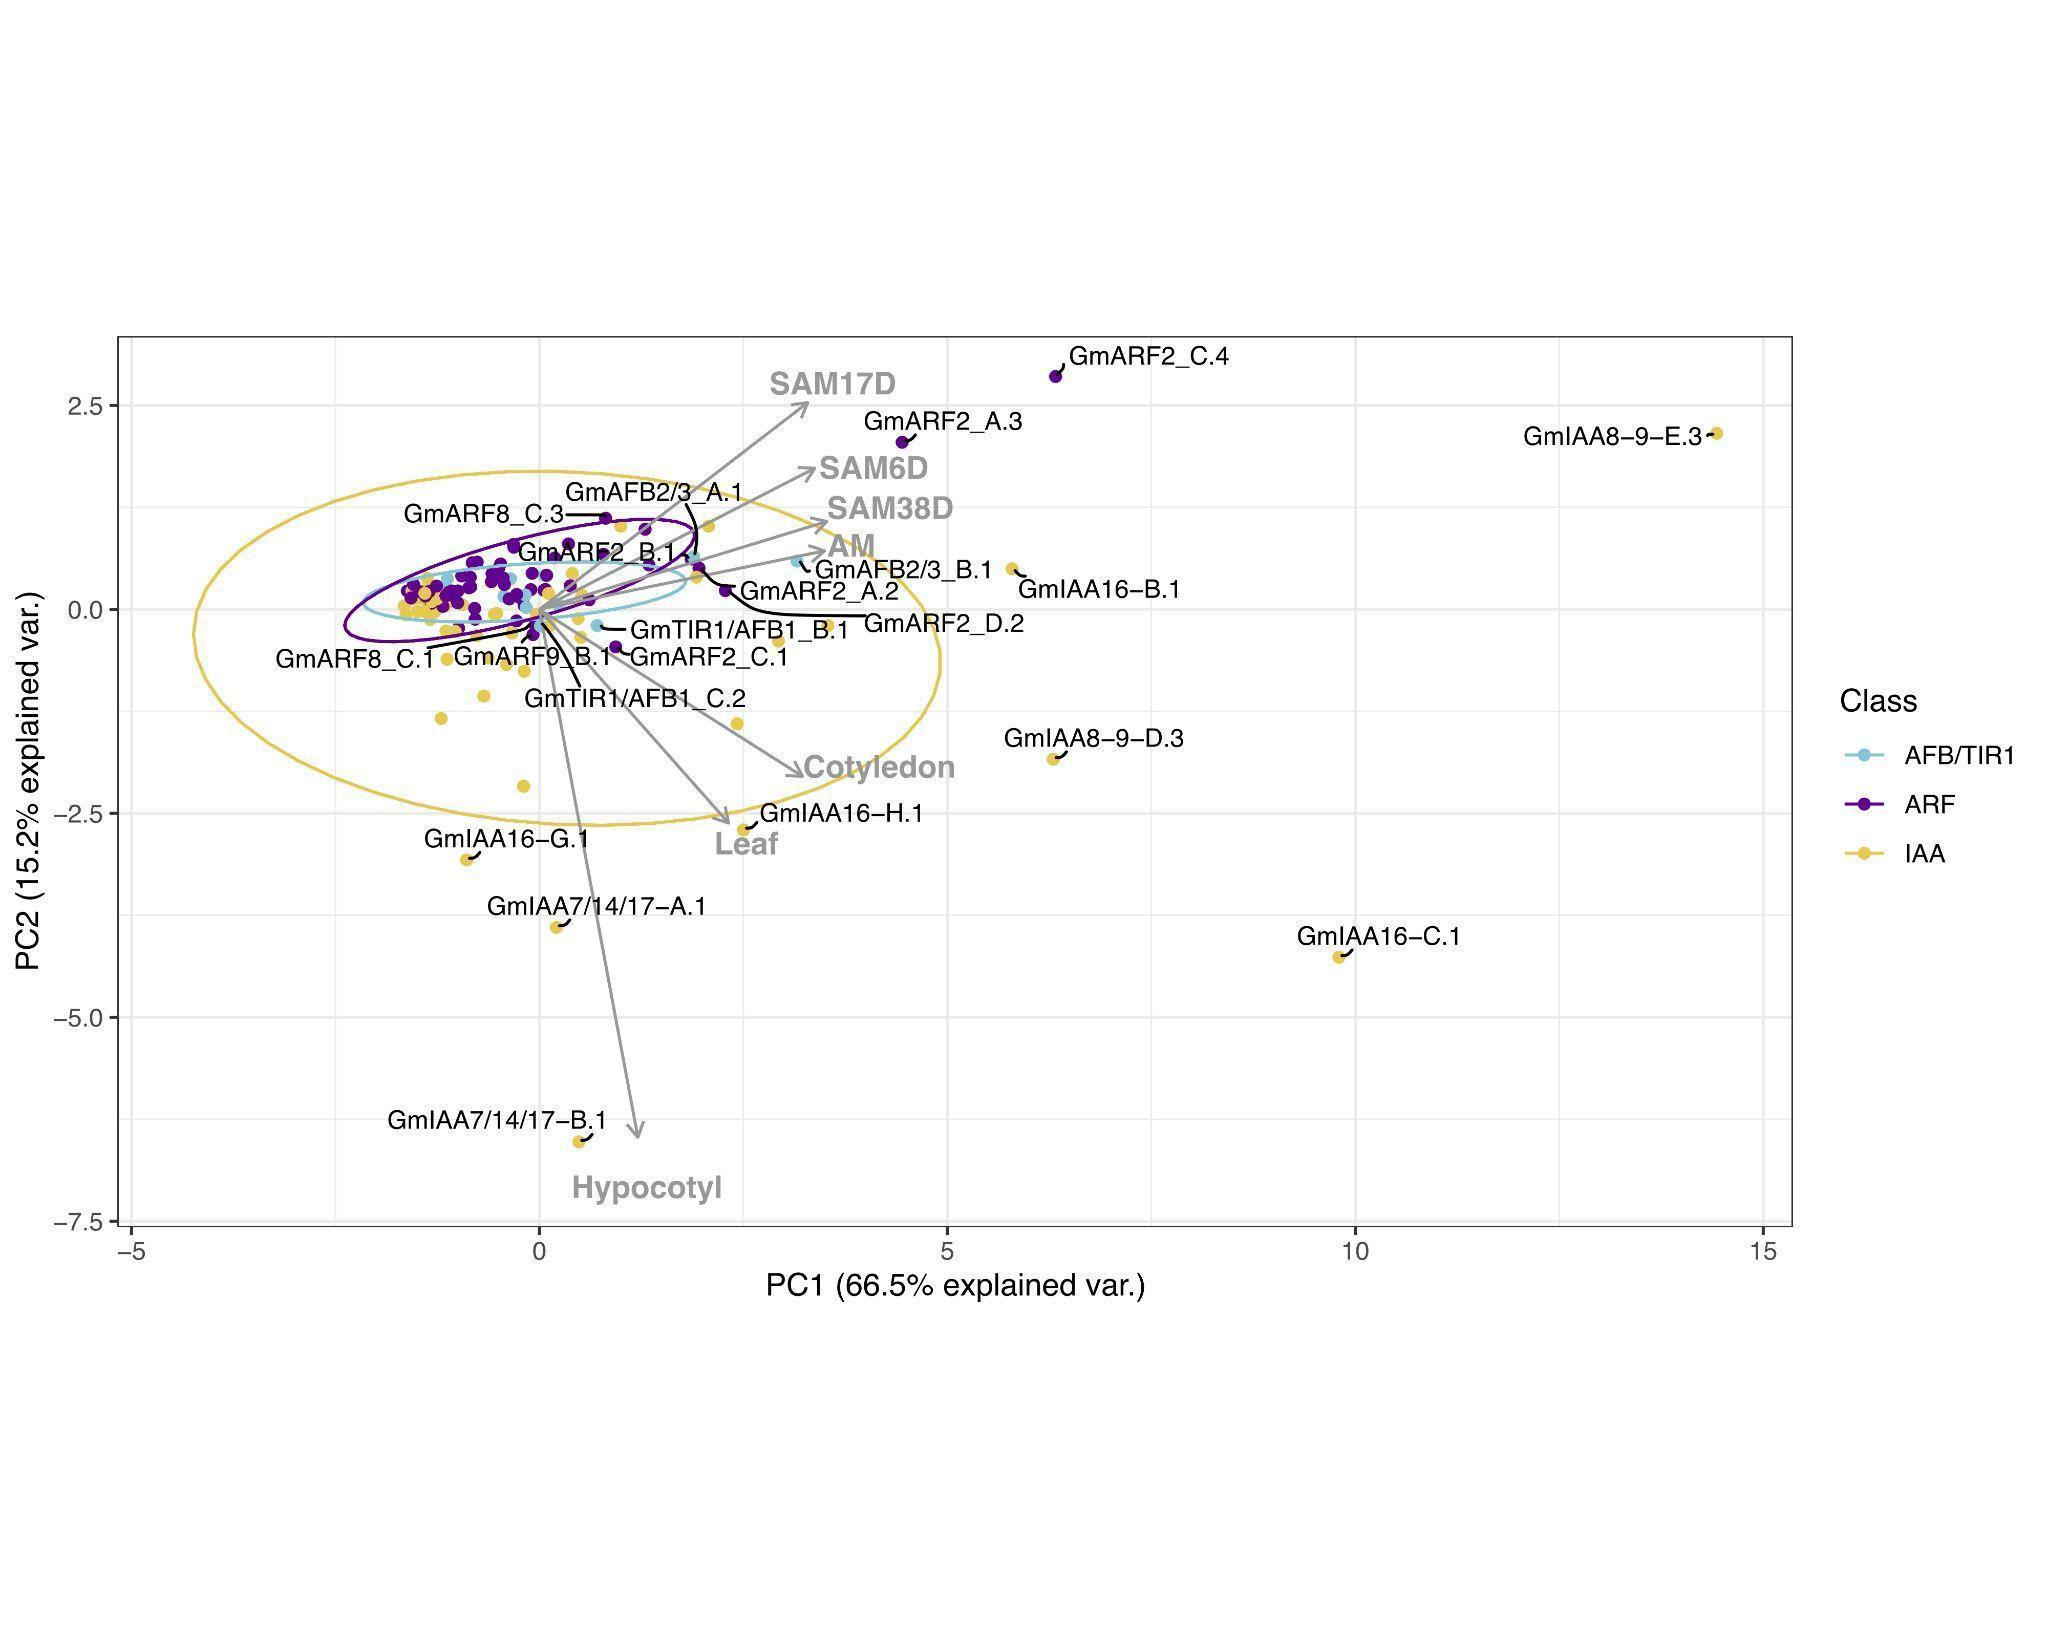 GmARF2_C.4
SAM17D
2.5
GmARF2_A.3
GmIAA8−9−E.3
SAM6D
GmAFB2/3_A.1
GmARF8_C.3
SAM38D
AM
GmARF2_B.1
GmAFB2/3_B.1
GmIAA16−B.1
GmARF2_A.2
0.0
GmTIR1/AFB1_B.1
GmARF2_D.2
GmARF8_C.1
GmARF9_B.1
GmARF2_C.1
GmTIR1/AFB1_C.2
GmIAA8−9−D.3
Cotyledon
−2.5
GmIAA16−H.1
Leaf
GmIAA16−G.1
GmIAA7/14/17−A.1
GmIAA16−C.1
−5.0
GmIAA7/14/17−B.1
Hypocotyl
−7.5
−5
0
5
10
15
PC1 (66.5% explained var.)
PC2 (15.2% explained var.)
Class
AFB/TIR1
ARF
IAA